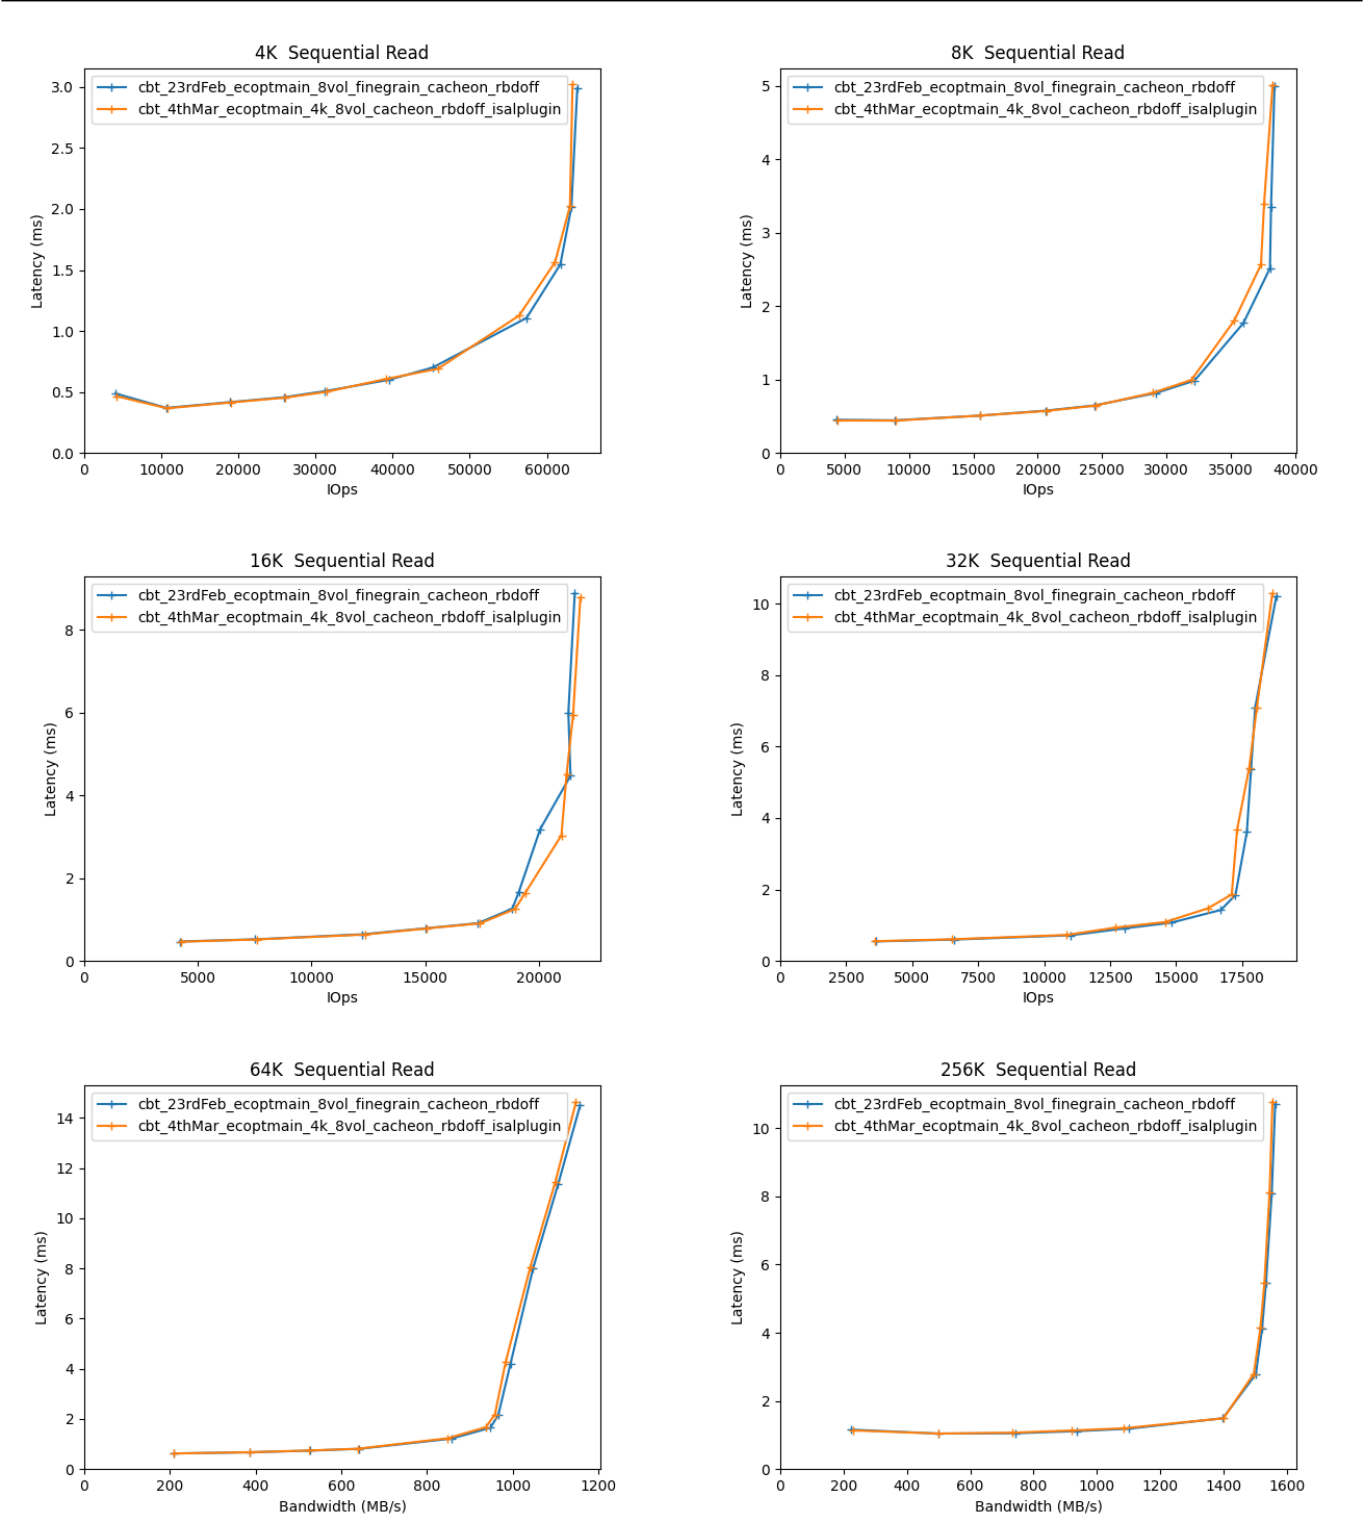 4K  Sequential Read
cbt_23rdFeb_ecoptmain_8vol_finegrain_cacheon_rbdoff
cbt_4thMar_ecoptmain_4k_8vol_cacheon_rbdoff_isalplugin
Latency (ms)
3.0
2.5
2.0
1.5
1.0
0.5
0.0
0 10000 20000 30000 40000 50000 60000
IOps
8K  Sequential Read
cbt_23rdFeb_ecoptmain_8vol_finegrain_cacheon_rbdoff
cbt_4thMar_ecoptmain_4k_8vol_cacheon_rbdoff_isalplugin
Latency (ms)
5
4
3
2
1
0
0 5000 10000 15000 20000 25000 30000 35000 40000
IOps
16K  Sequential Read
cbt_23rdFeb_ecoptmain_8vol_finegrain_cacheon_rbdoff
cbt_4thMar_ecoptmain_4k_8vol_cacheon_rbdoff_isalplugin
Latency (ms)
8
6
4
2
0
0 5000 10000 15000 20000
IOps
32K  Sequential Read
cbt_23rdFeb_ecoptmain_8vol_finegrain_cacheon_rbdoff
cbt_4thMar_ecoptmain_4k_8vol_cacheon_rbdoff_isalplugin
Latency (ms)
10
8
6
4
2
0
0 2500 5000 7500 10000 12500 15000 17500
IOps
64K  Sequential Read
cbt_23rdFeb_ecoptmain_8vol_finegrain_cacheon_rbdoff
cbt_4thMar_ecoptmain_4k_8vol_cacheon_rbdoff_isalplugin
Latency (ms)
14
12
10
8
6
4
2
0
0 200 400 600 800 1000 1200
Bandwidth (MB/s)
256K  Sequential Read
cbt_23rdFeb_ecoptmain_8vol_finegrain_cacheon_rbdoff
cbt_4thMar_ecoptmain_4k_8vol_cacheon_rbdoff_isalplugin
Latency (ms)
10
8
6
4
2
0
0 200 400 600 800 1000 1200 1400 1600
Bandwidth (MB/s)